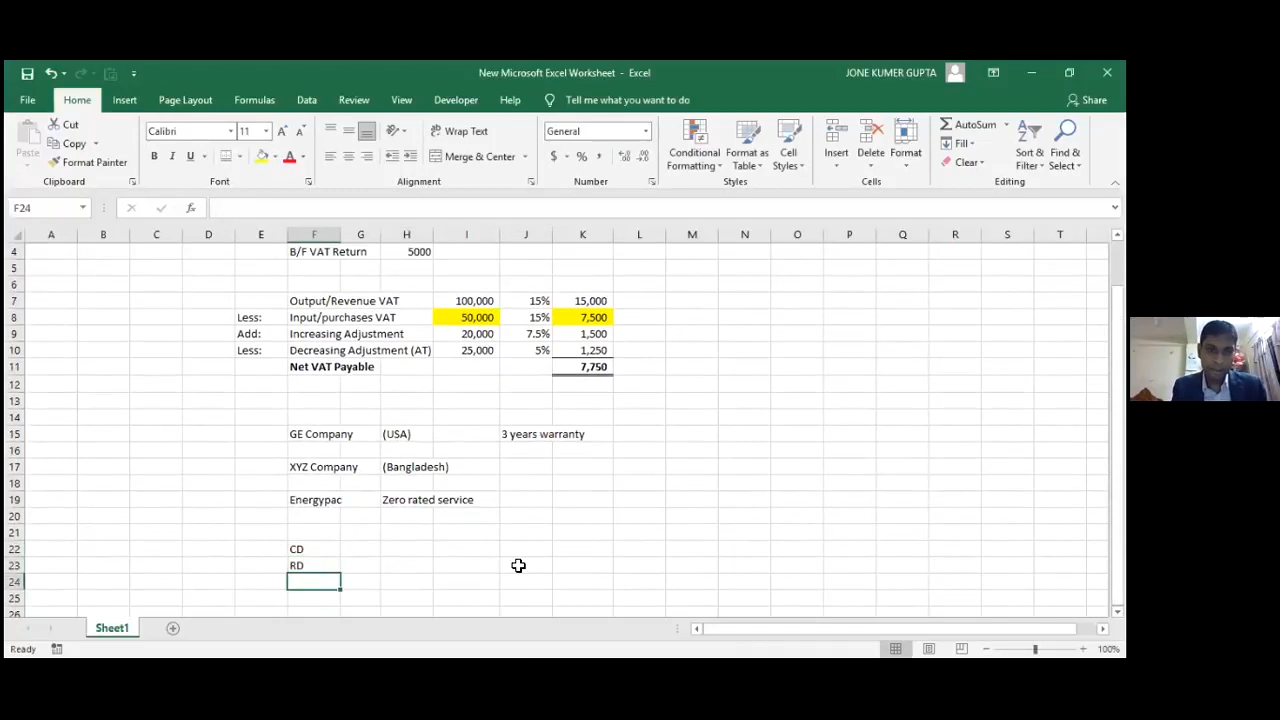 New Microsoft Excel Worksheet - Excel
JONE KUMER GUPTA
File Home Insert Page Layout Formulas Data Review View Developer Help Tell me what you want to do Share
Cut
Copy
Format Painter
Paste
Clipboard
Calibri 11
B I U
Font
Wrap Text
Merge & Center
Alignment
General
$ % ,
Number
Conditional Formatting
Format as Table
Cell Styles
Styles
Insert Delete Format
Cells
AutoSum
Fill
Clear
Sort & Filter
Find & Select
Editing
F24 fx
A B C D E F G H I J K L M N O P Q R S T
4 B/F VAT Return 5000
5
6
7 Output/Revenue VAT 100,000 15% 15,000
8 Less: Input/purchases VAT 50,000 15% 7,500
9 Add: Increasing Adjustment 20,000 7.5% 1,500
10 Less: Decreasing Adjustment (AT) 25,000 5% 1,250
11 Net VAT Payable 7,750
12
13
14
15 GE Company (USA) 3 years warranty
16
17 XYZ Company (Bangladesh)
18
19 Energypac Zero rated service
20
21
22 CD
23 RD
24
25
26
Sheet1
Ready 100%